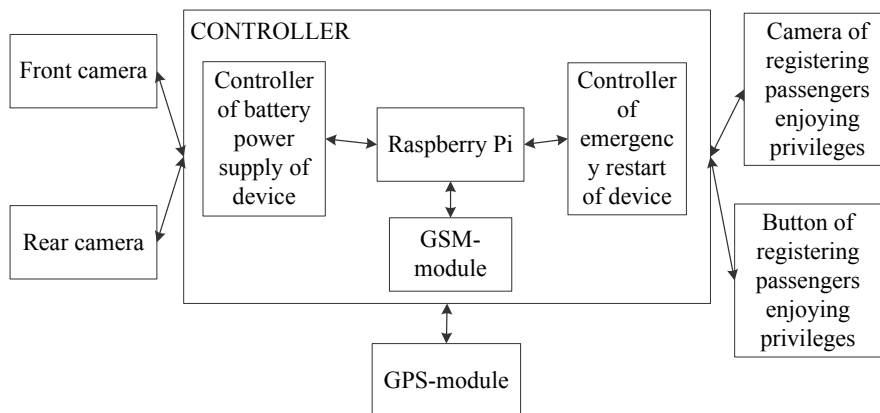 CONTROLLER
Front camera
Rear camera
Controller
of battery
power
supply of
device
Raspberry Pi
GSM-
module
Controller
of
emergenc
y restart
of device
Camera of
registering
passengers
enjoying
privileges
Button of
registering
passengers
enjoying
privileges
GPS-module